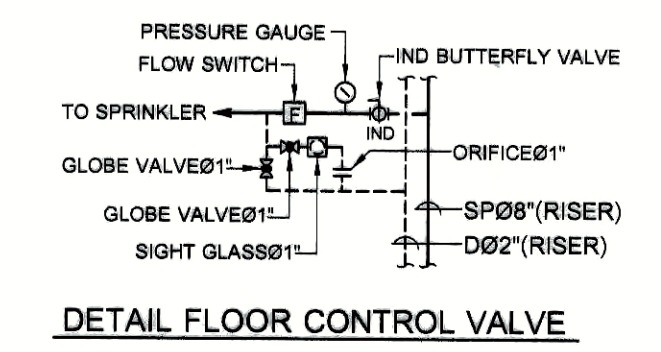 PRESSURE GAUGE
FLOW SWITCH
IND BUTTERFLY VALVE
TO SPRINKLER
F
IND
GLOBE VALVEØ1"
ORIFICEØ1"
GLOBE VALVEØ1"
SPØ8"(RISER)
SIGHT GLASSØ1"
DØ2"(RISER)
DETAIL FLOOR CONTROL VALVE